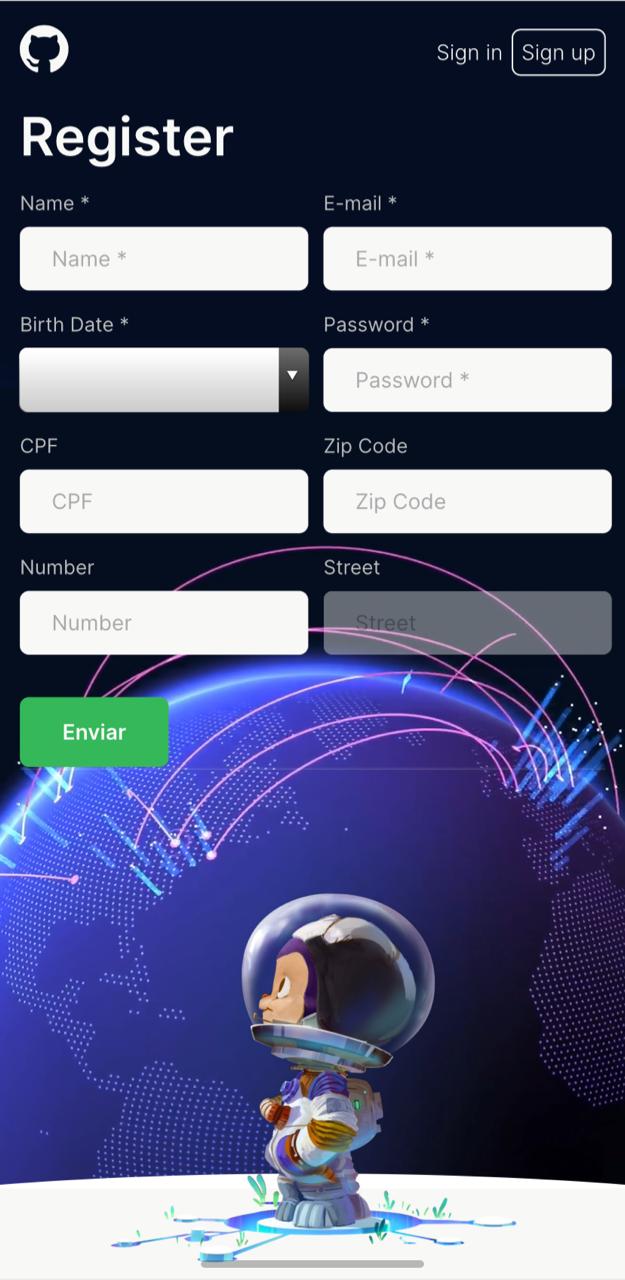 Sign in Sign up
Register
Name * E-mail *
Name * E-mail *
Birth Date * Password *
Password *
CPF Zip Code
CPF Zip Code
Number Street
Number Street
Enviar